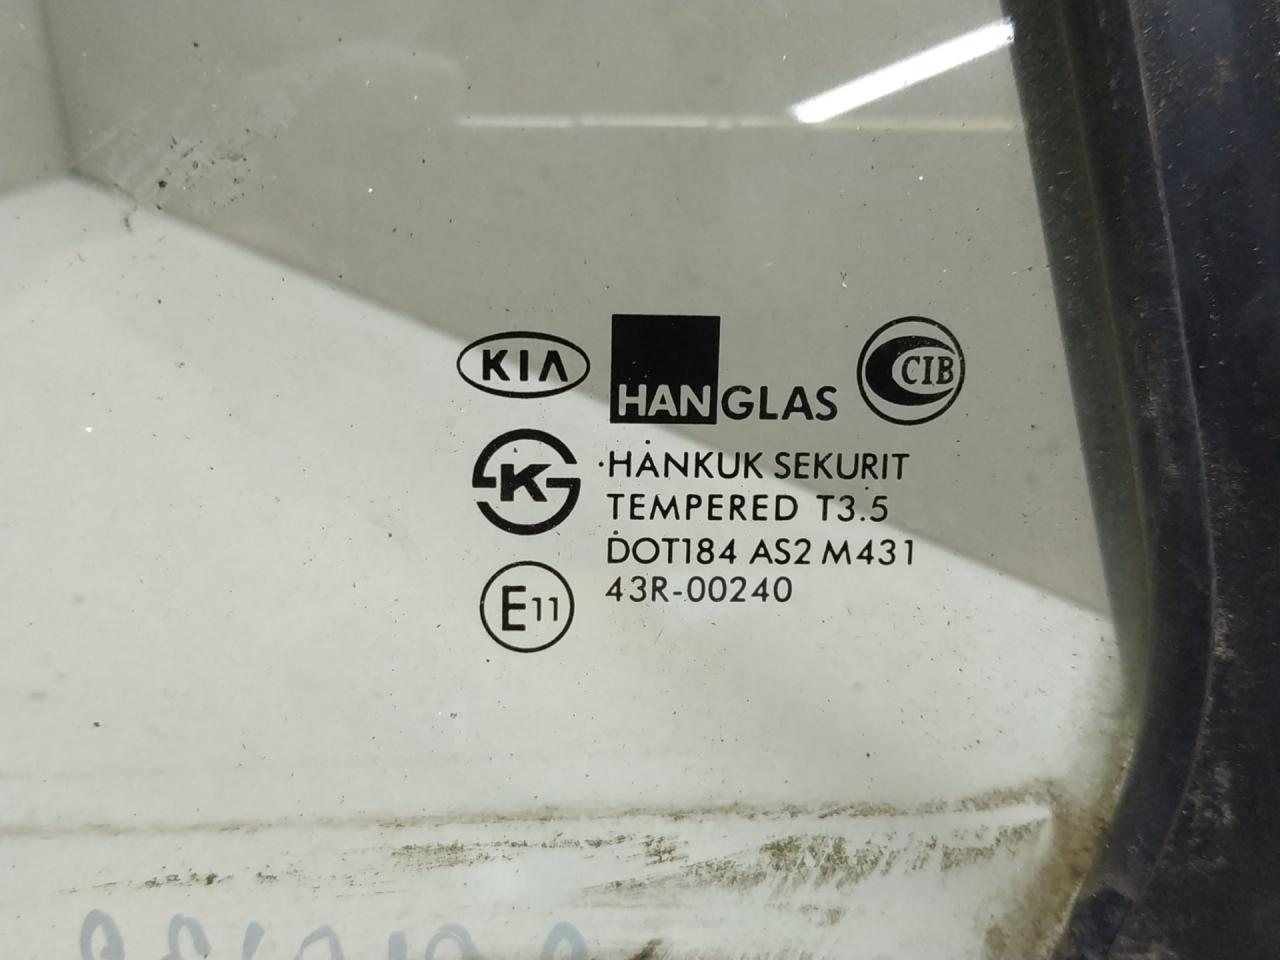 KIA HANGLAS CIB
K HANKUK SEKURIT
TEMPERED T3.5
DOT184 AS2 M431
E11 43R-00240